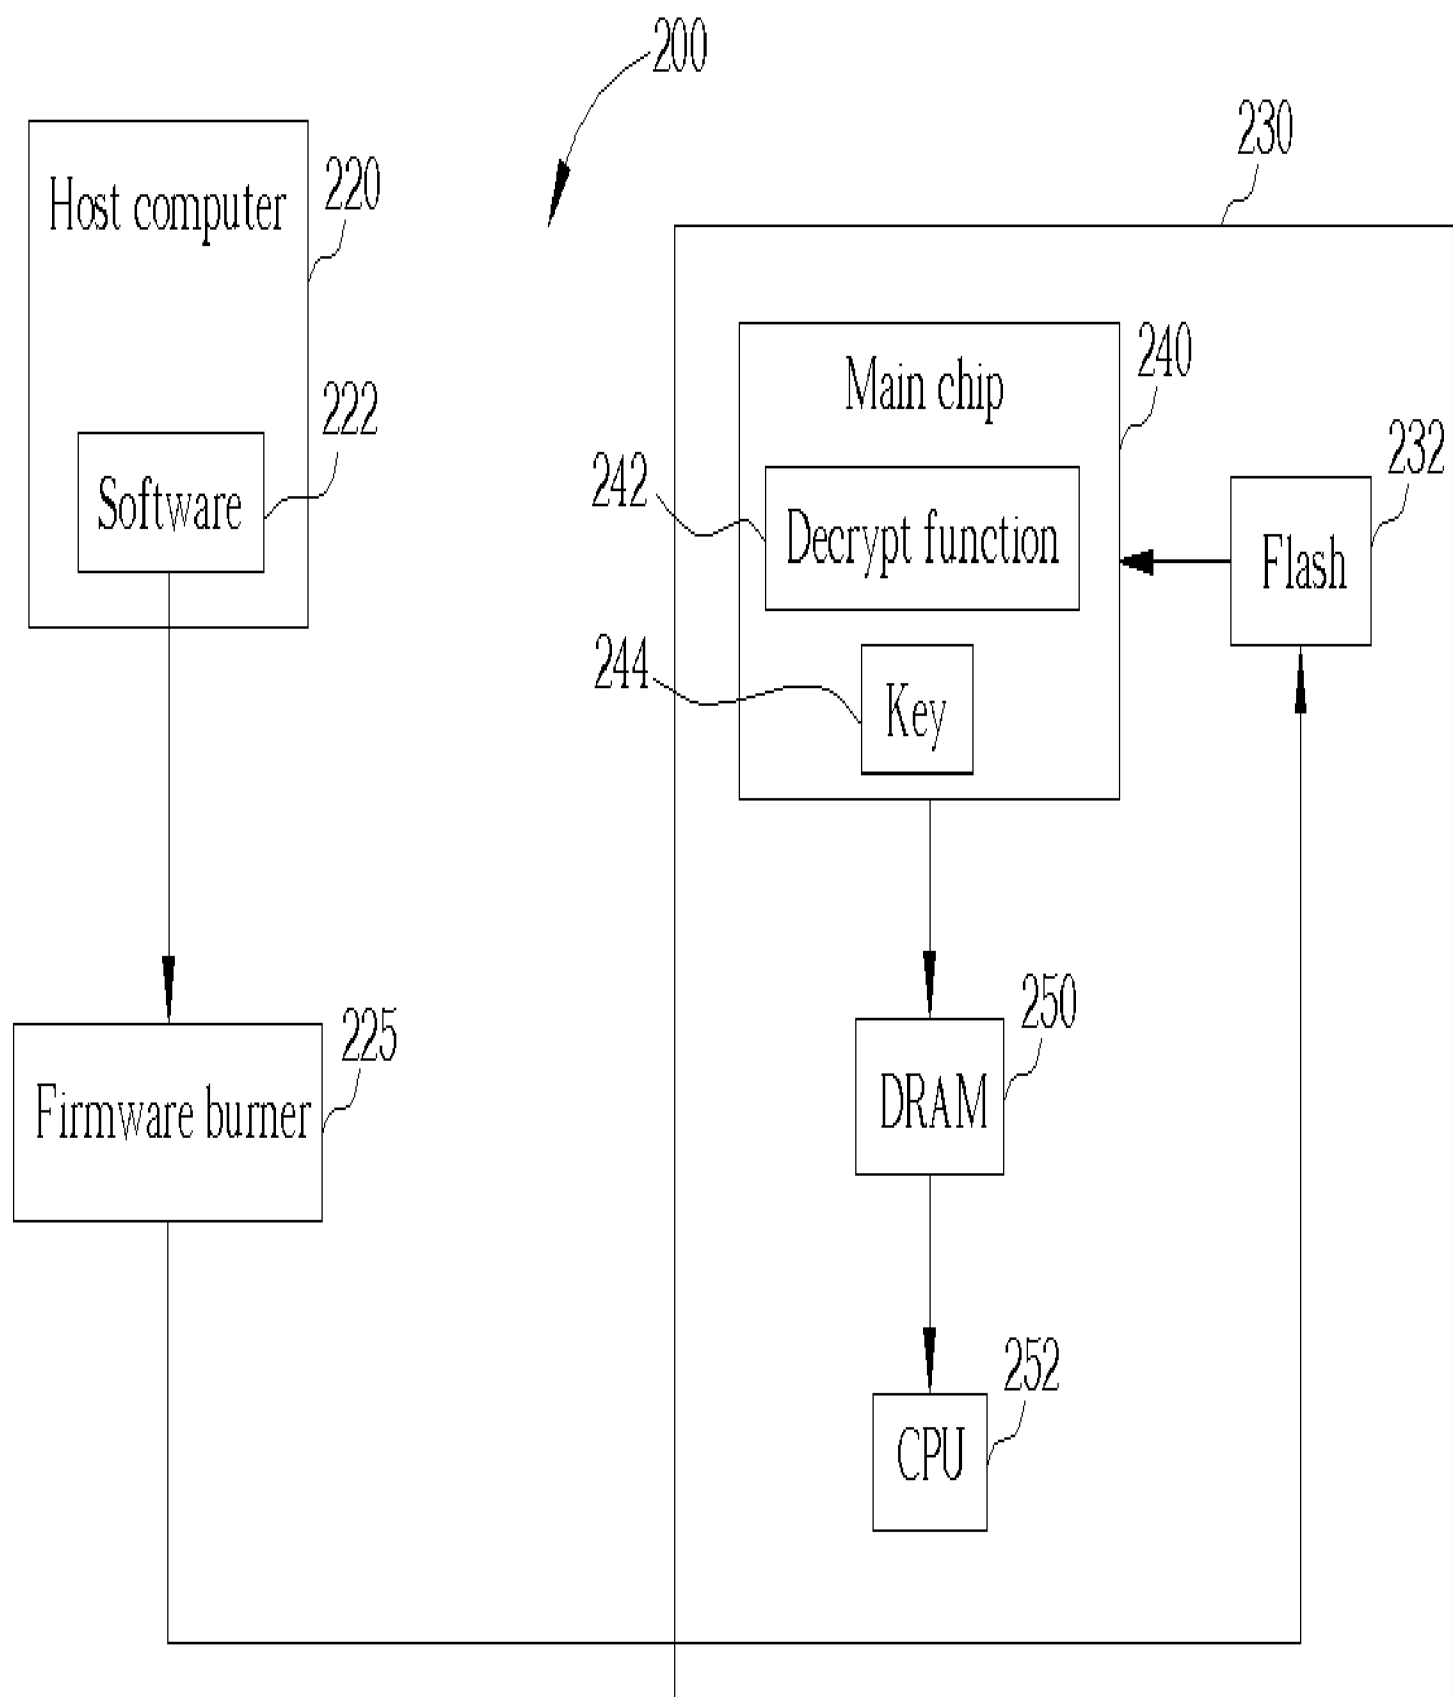 200
230
Host computer
220
240
Main chip
222
232
242
Software
Decrypt function
Flash
244
Key
250
225
DRAM
Firmware burner
252
CPU